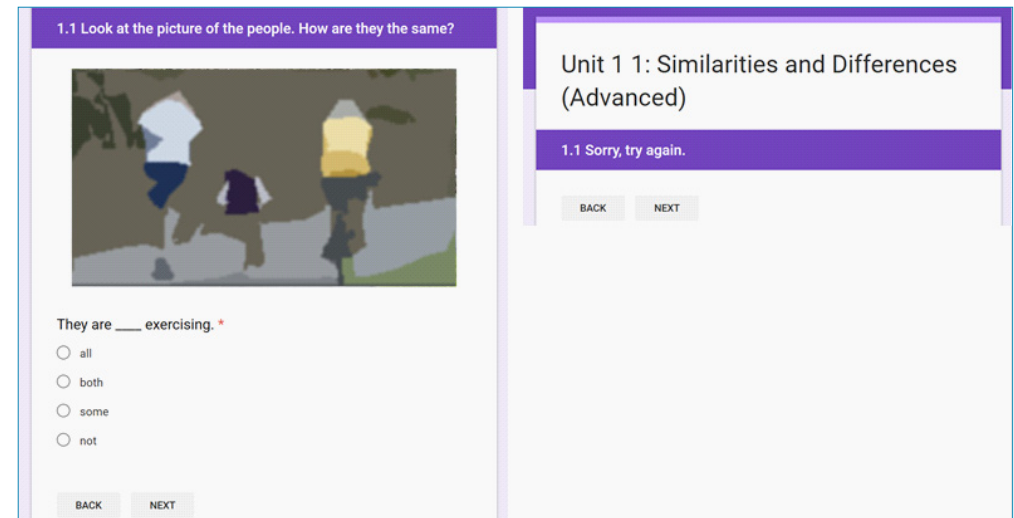 1.1 Look at the picture of the people. How are they the same?
They are ____ exercising. *
all
both
some
not
BACK NEXT
Unit 1 1: Similarities and Differences
(Advanced)
1.1 Sorry, try again.
BACK NEXT